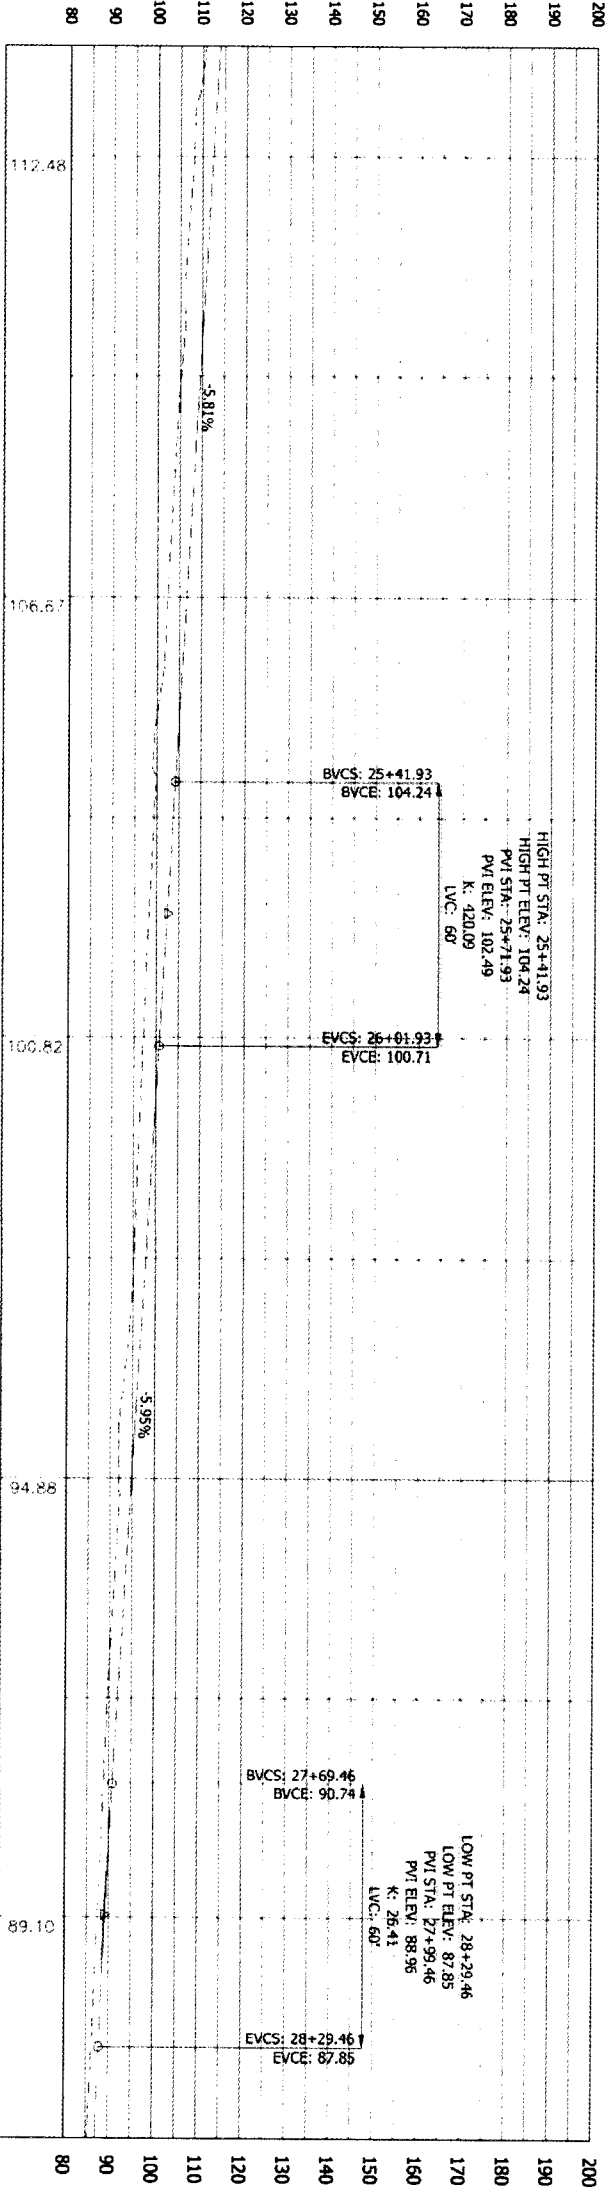 200
190
180
170
160
150
140
130
120
110
100
90
80
HIGH PT STA: 25+41.93
HIGH PT ELEV: 104.24
PVI STA: 25+71.93
PVI ELEV: 102.49
K: 420.09
LVC: 60'
BVCS: 25+41.93
BVCE: 104.24
EVCS: 26+01.93
EVCE: 100.71
LOW PT STA: 28+29.46
LOW PT ELEV: 87.85
PVI STA: 27+99.46
PVI ELEV: 88.96
K: 26.41
LVC: 60'
BVCS: 27+69.46
BVCE: 90.74
EVCS: 28+29.46
EVCE: 87.85
-5.81%
-5.95%
112.48
106.67
100.82
94.88
89.10
200
190
180
170
160
150
140
130
120
110
100
90
80